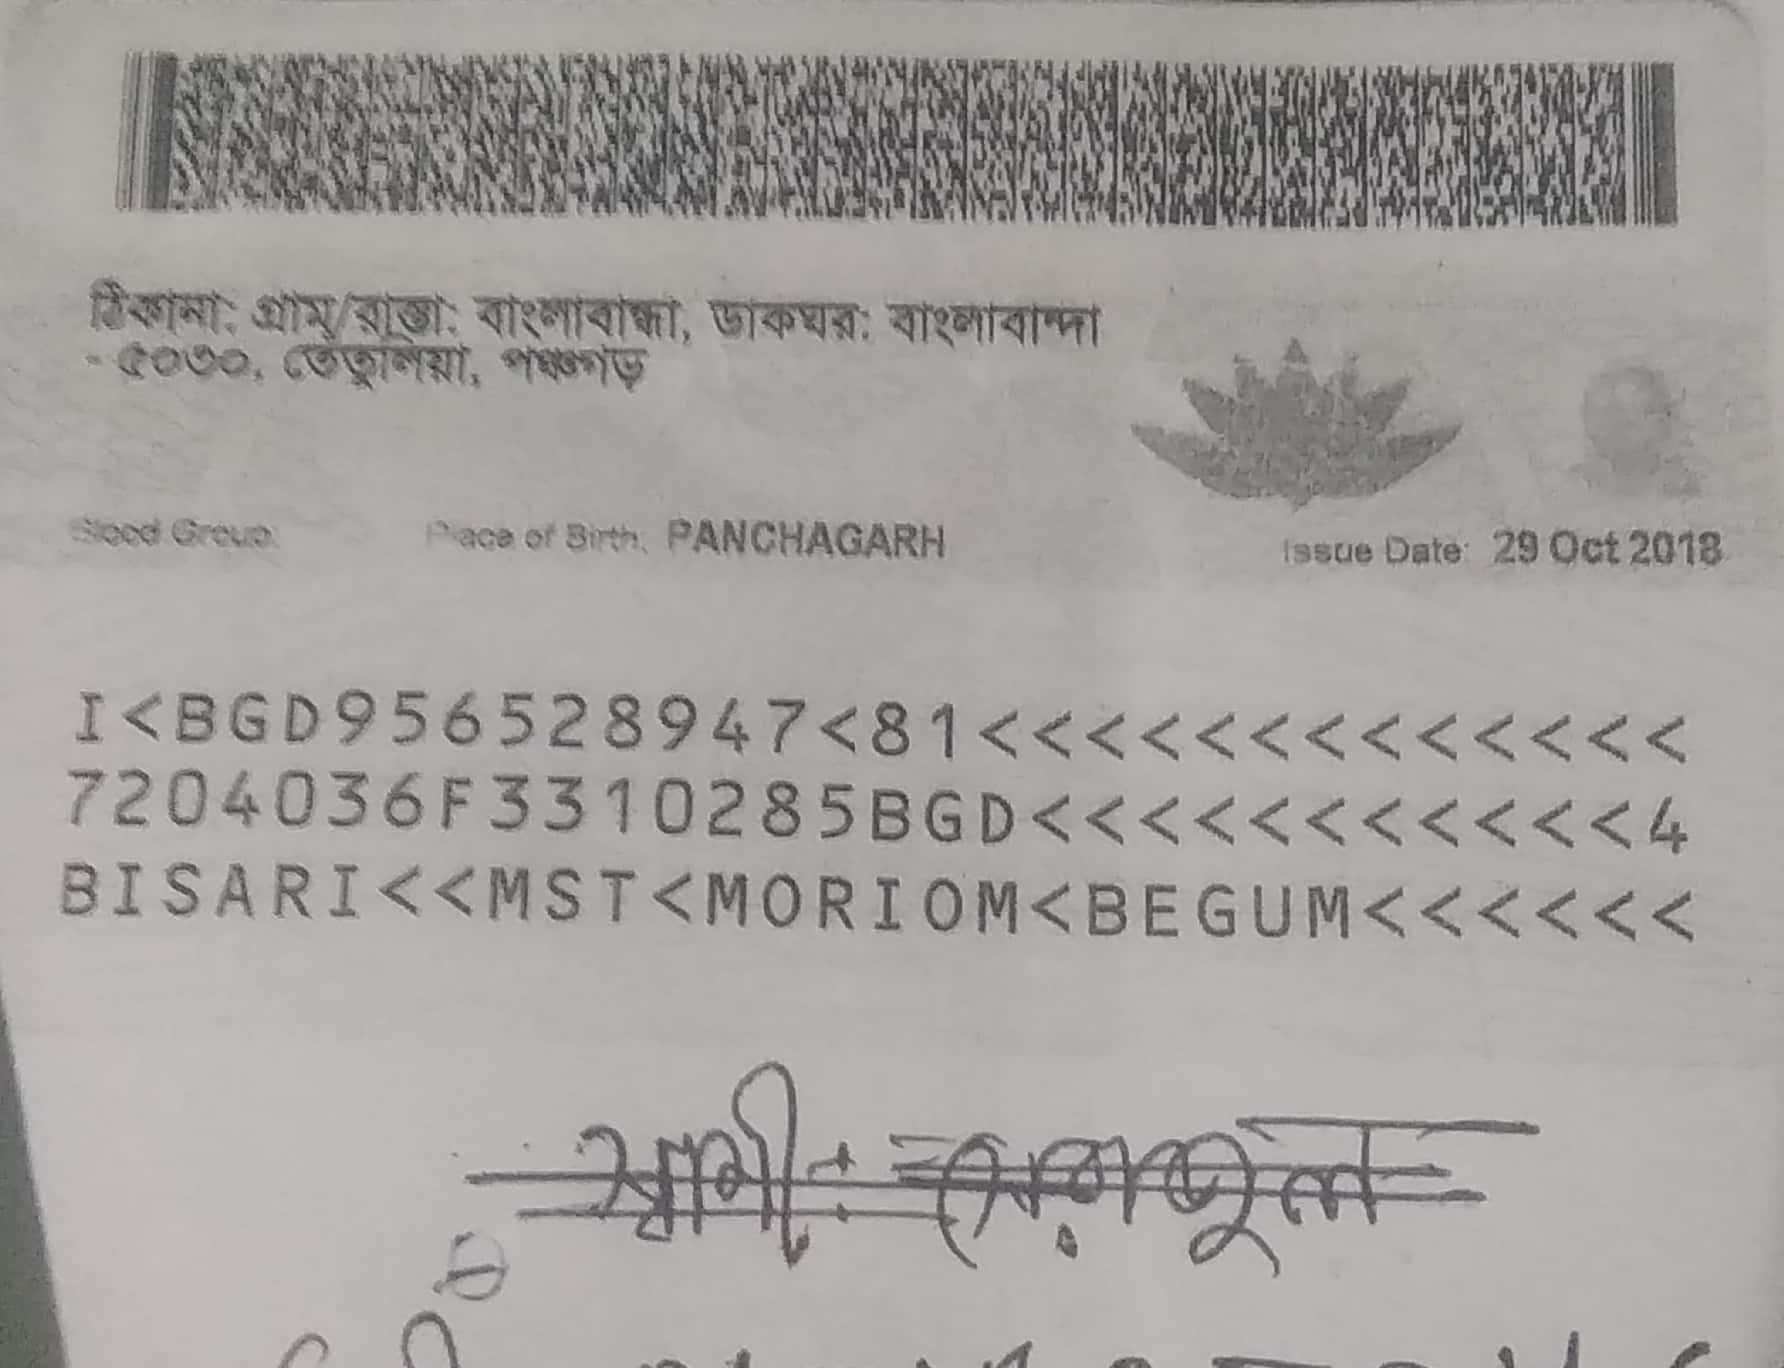 ঠিকানা: গ্রাম/রাস্তা: বাংলাবান্ধা, ডাকঘর: বাংলাবান্দা
- ৫০৩০, তেঁতুলিয়া, পঞ্চগড়
Blood Group: Place of Birth: PANCHAGARH Issue Date: 29 Oct 2018
I<BGD956528947<81<<<<<<<<<<<<<
7204036F3310285BGD<<<<<<<<<<<4
BISARI<<MST<MORIOM<BEGUM<<<<<<
স্বামী: